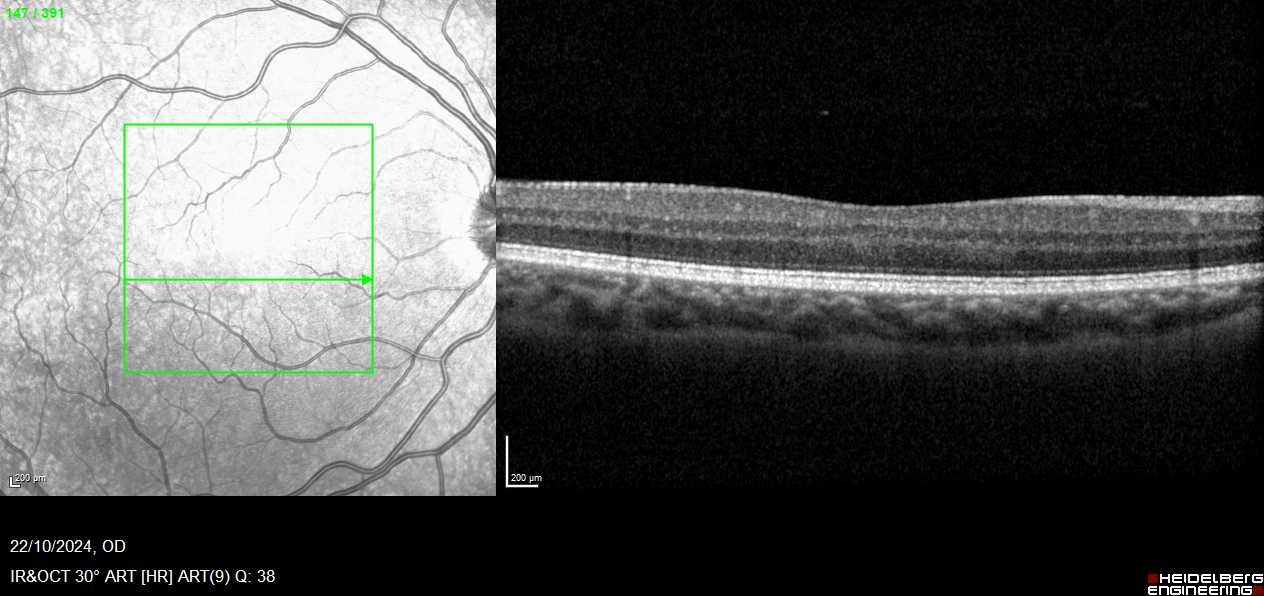 147 / 391
200 µm
200 µm
22/10/2024, OD
IR&OCT 30° ART [HR] ART(9) Q: 38
HEIDELBERG
ENGINEERING